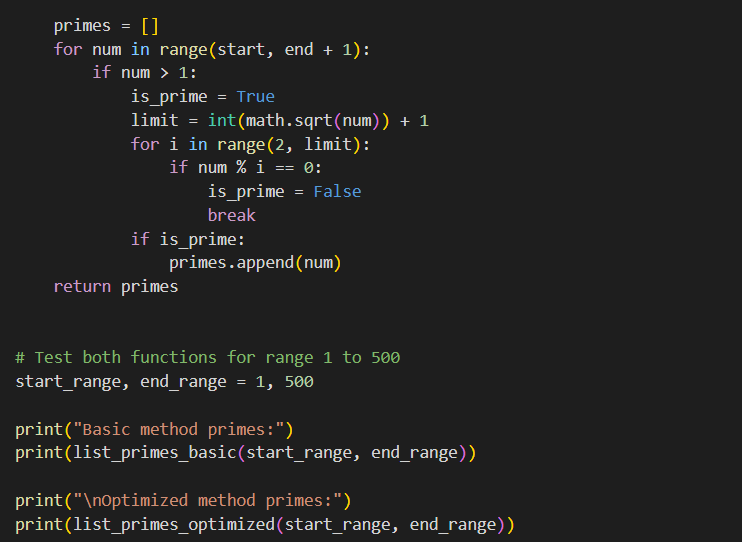 primes = []
for num in range(start, end + 1):
if num > 1:
is_prime = True
limit = int(math.sqrt(num)) + 1
for i in range(2, limit):
if num % i == 0:
is_prime = False
break
if is_prime:
primes.append(num)
return primes
# Test both functions for range 1 to 500
start_range, end_range = 1, 500
print("Basic method primes:")
print(list_primes_basic(start_range, end_range))
print("\nOptimized method primes:")
print(list_primes_optimized(start_range, end_range))